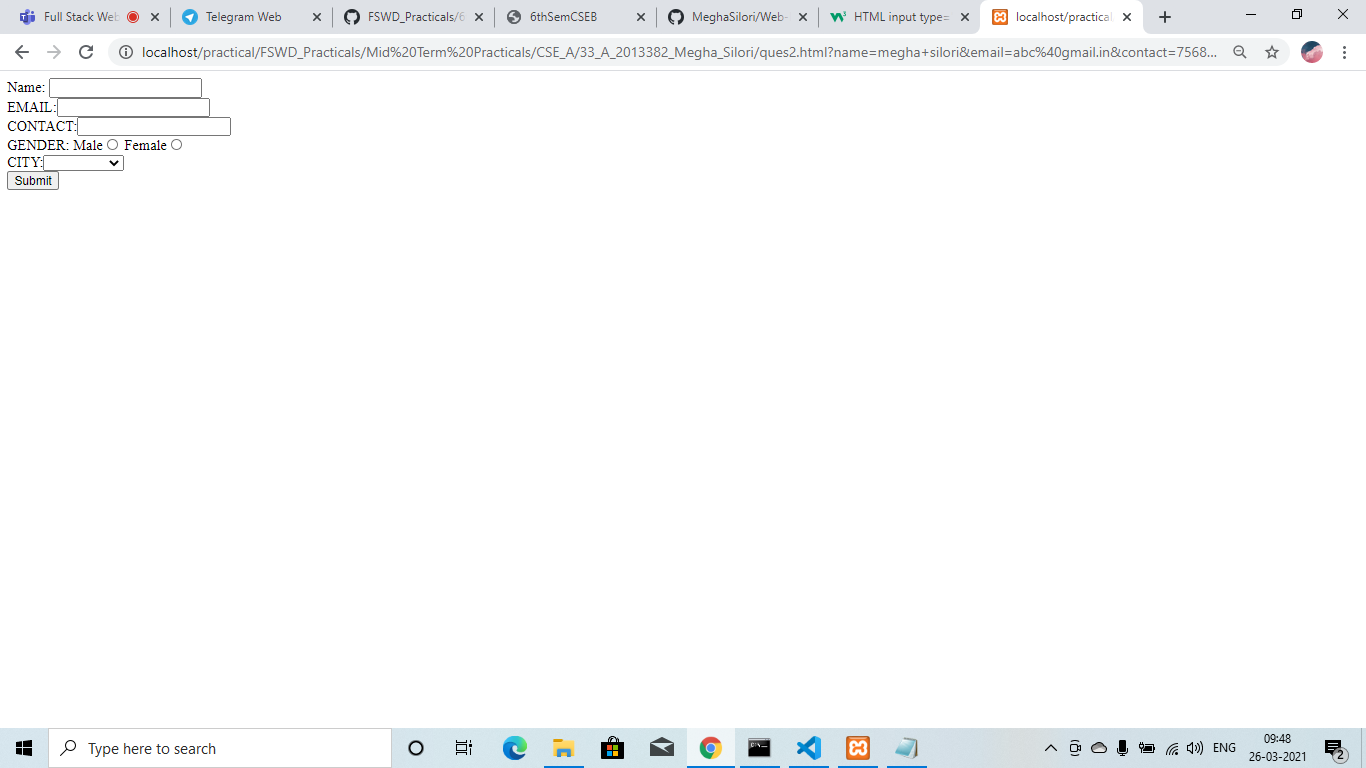 Full Stack Web
Telegram Web
FSWD_Practicals/6
6thSemCSEB
MeghaSilori/Web-
HTML input type=
localhost/practical
localhost/practical/FSWD_Practicals/Mid%20Term%20Practicals/CSE_A/33_A_2013382_Megha_Silori/ques2.html?name=megha+silori&email=abc%40gmail.in&contact=7568...
Name:
EMAIL:
CONTACT:
GENDER: Male Female
CITY:
Submit
Type here to search
ENG
09:48
26-03-2021
2